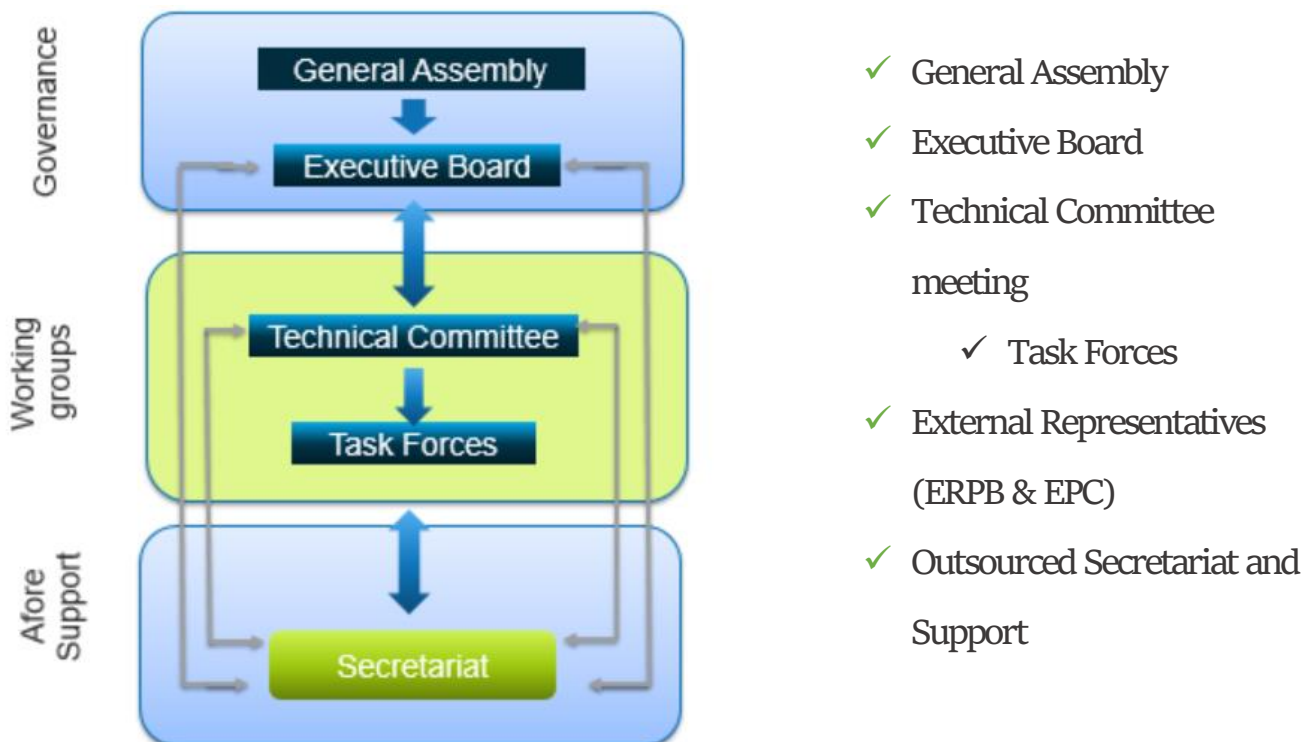 Governance
General Assembly
Executive Board
Working
groups
Technical Committee
Task Forces
Afore
Support
Secretariat
✓ General Assembly
✓ Executive Board
✓ Technical Committee
meeting
✓ Task Forces
✓ External Representatives
(ERPB & EPC)
✓ Outsourced Secretariat and
Support